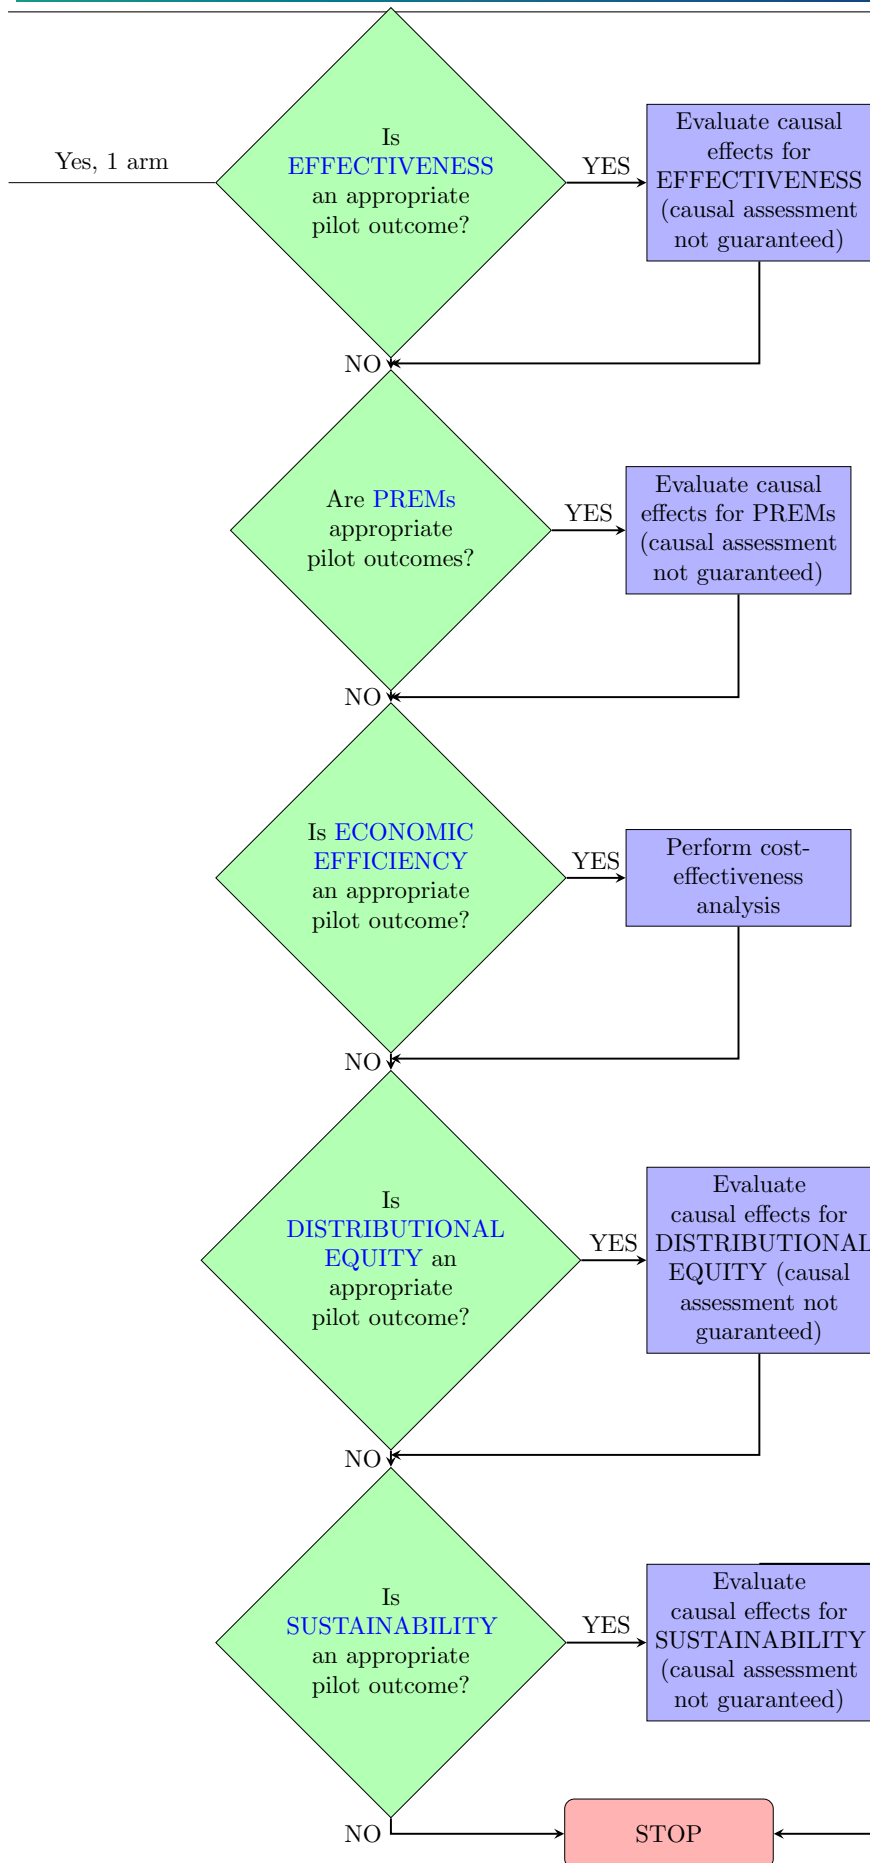 Yes, 1 arm
Is
EFFECTIVENESS
an appropriate
pilot outcome?
YES
Evaluate causal
effects for
EFFECTIVENESS
(causal assessment
not guaranteed)
NO
Are PREMs
appropriate
pilot outcomes?
YES
Evaluate causal
effects for PREMs
(causal assessment
not guaranteed)
NO
Is ECONOMIC
EFFICIENCY
an appropriate
pilot outcome?
YES
Perform cost-
effectiveness
analysis
NO
Is
DISTRIBUTIONAL
EQUITY an
appropriate
pilot outcome?
YES
Evaluate
causal effects for
DISTRIBUTIONAL
EQUITY (causal
assessment not
guaranteed)
NO
Is
SUSTAINABILITY
an appropriate
pilot outcome?
YES
Evaluate
causal effects for
SUSTAINABILITY
(causal assessment
not guaranteed)
NO
STOP